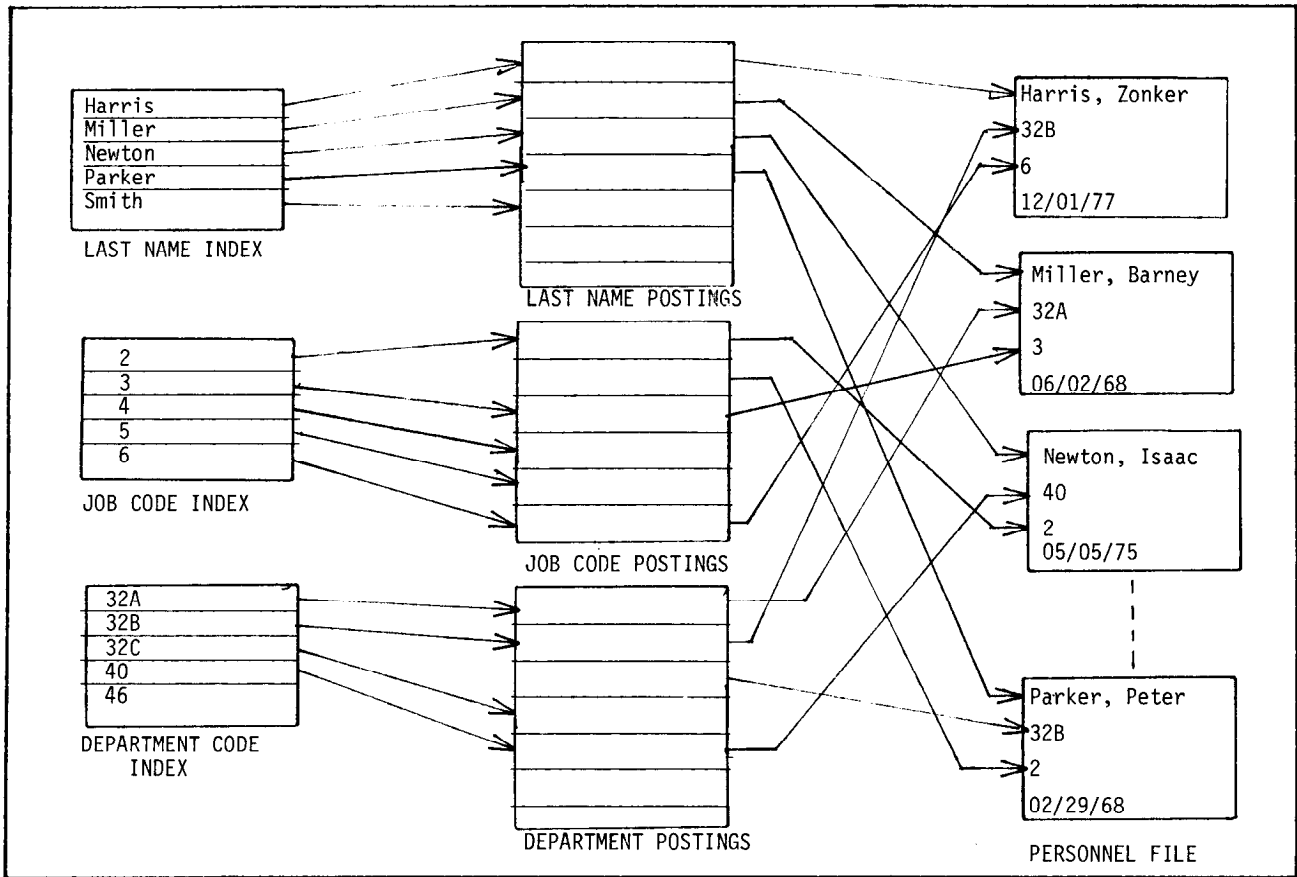 Harris
Miller
Newton
Parker
Smith
LAST NAME INDEX
LAST NAME POSTINGS
2
3
4
5
6
JOB CODE INDEX
JOB CODE POSTINGS
32A
32B
32C
40
46
DEPARTMENT CODE
INDEX
DEPARTMENT POSTINGS
Harris, Zonker
32B
6
12/01/77
Miller, Barney
32A
3
06/02/68
Newton, Isaac
40
2
05/05/75
Parker, Peter
32B
2
02/29/68
PERSONNEL FILE